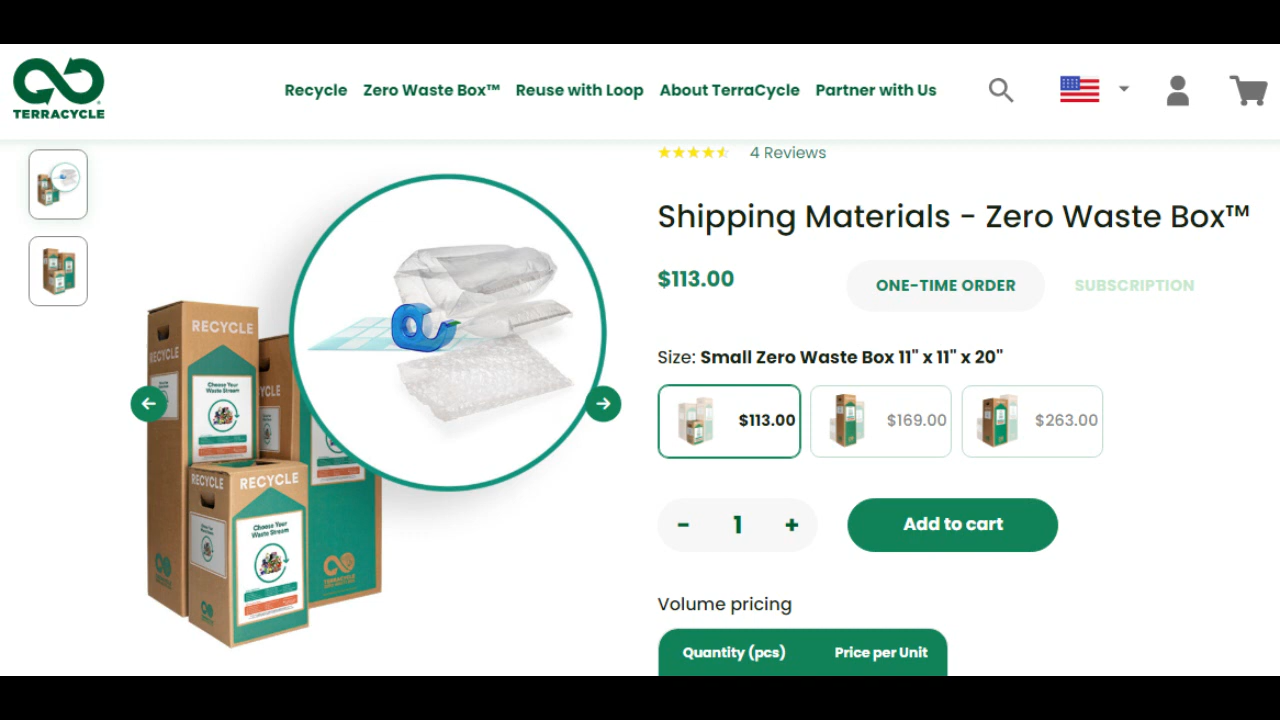 TERRACYCLE
Recycle Zero Waste Box™ Reuse with Loop About TerraCycle Partner with Us
4 Reviews
Shipping Materials - Zero Waste Box™
$113.00
ONE-TIME ORDER
SUBSCRIPTION
Size: Small Zero Waste Box 11" x 11" x 20"
$113.00
$169.00
$263.00
- 1 +
Add to cart
Volume pricing
Quantity (pcs) Price per Unit
RECYCLE
RECYCLE
Choose Your
Waste Stream
RECYCLE
RECYCLE
Choose Your
Waste Stream
TERRACYCLE